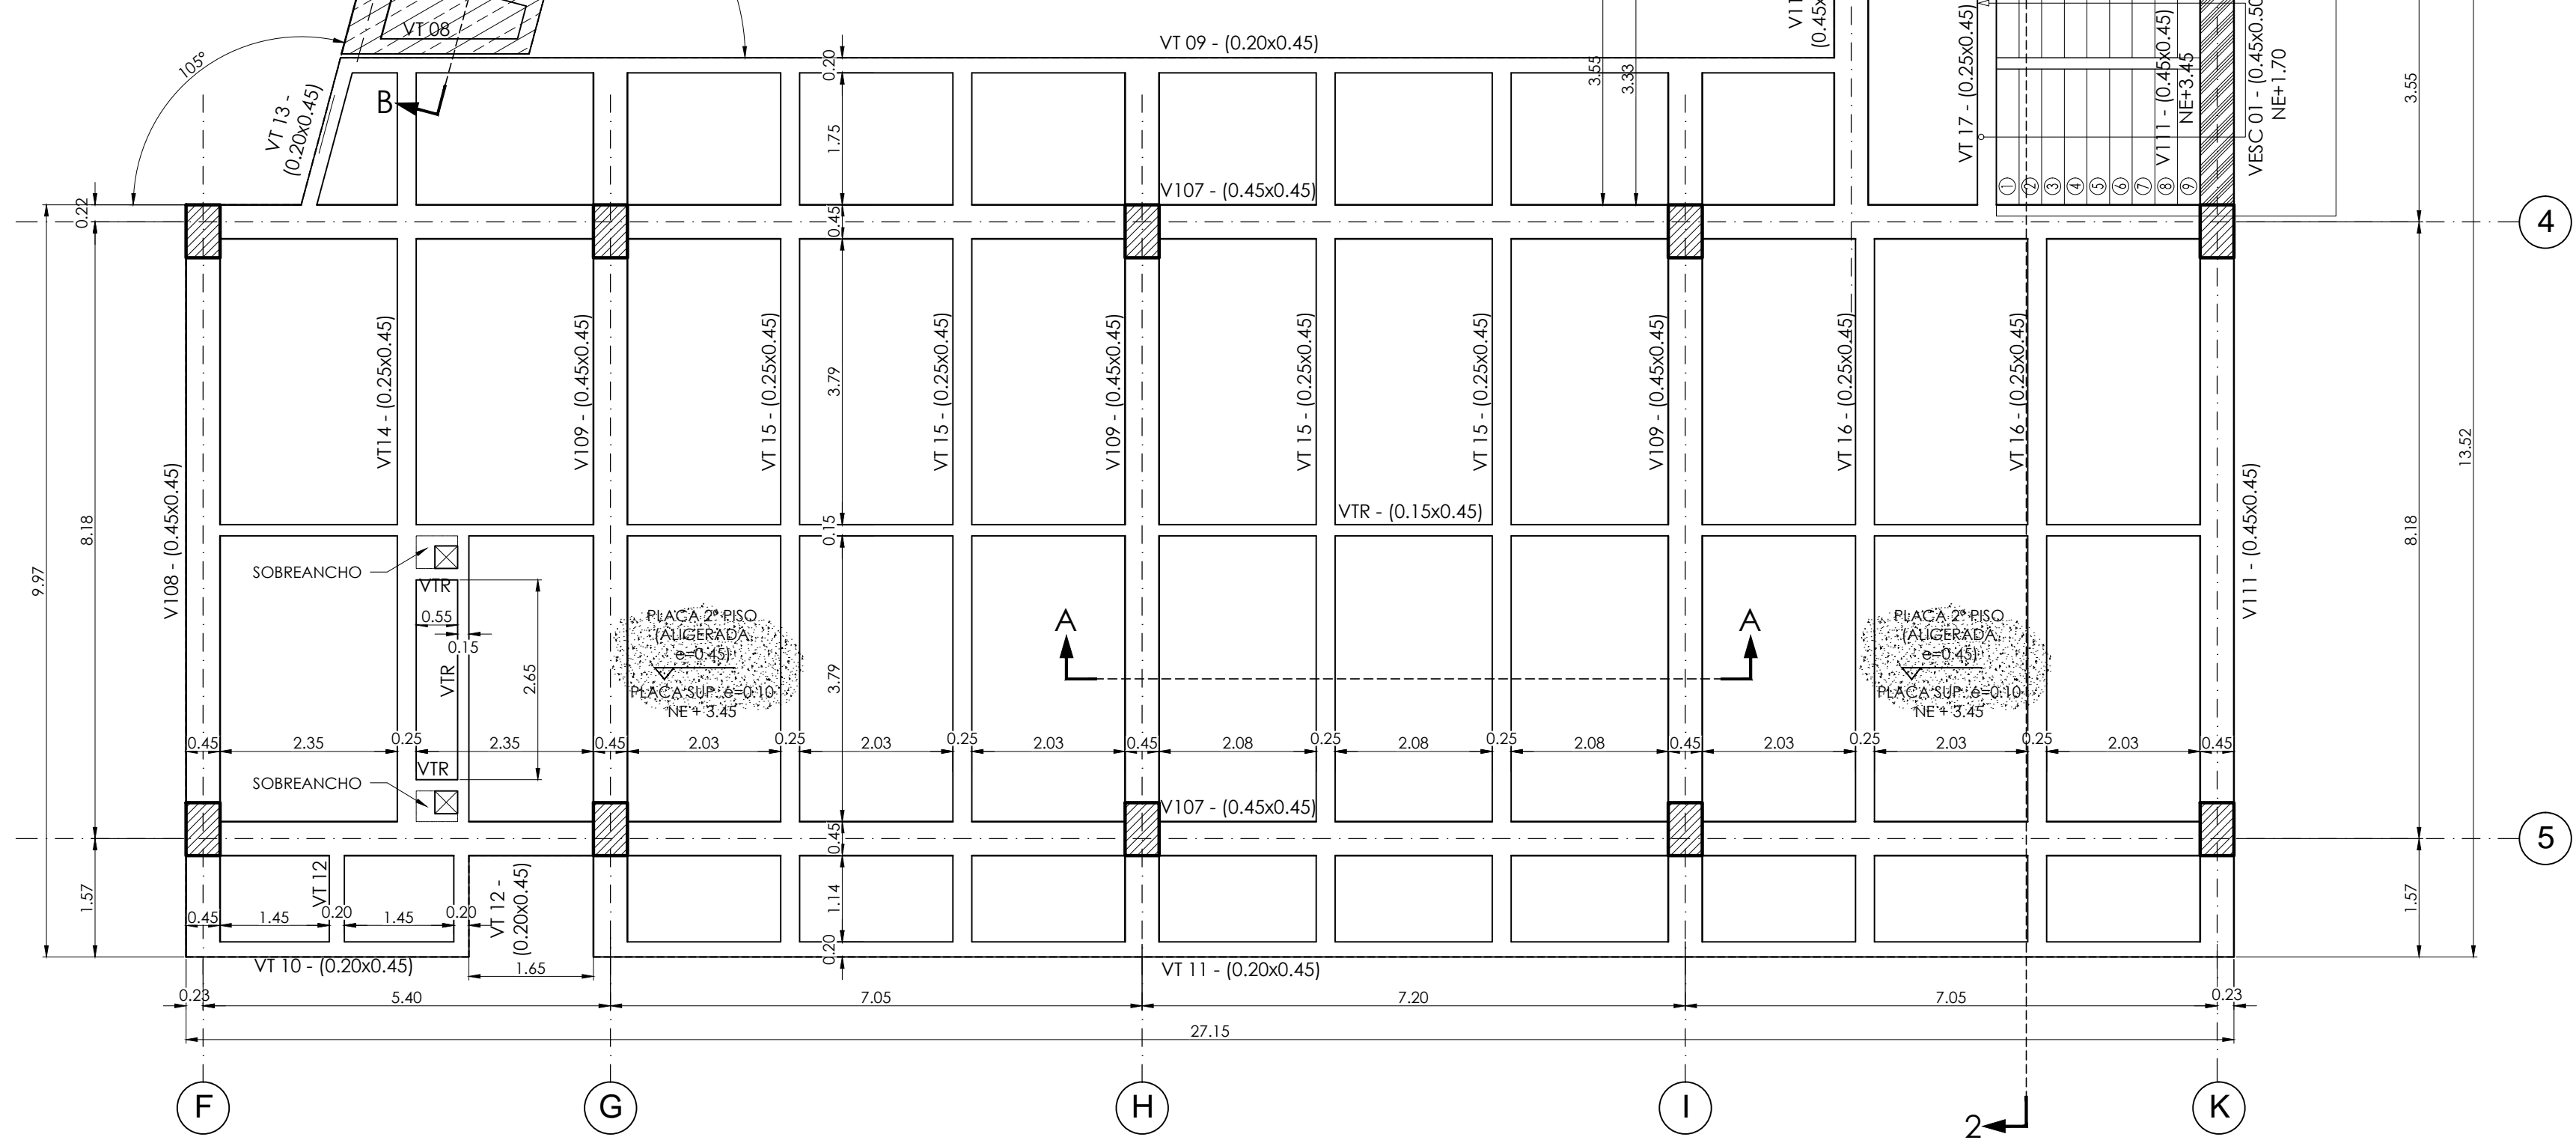 VT 08
VT 09 - (0.20x0.45)
V11
(0.45x
VT 17 - (0.25x0.45)
V111 - (0.45x0.45)
NE+3.45
VESC 01 - (0.45x0.50
NE+1.70
105°
VT 13 -
(0.20x0.45)
B
0.20
1.75
3.55
3.33
3.55
V107 - (0.45x0.45)
1
2
3
4
5
6
7
8
9
0.22
0.45
4
VT14 - (0.25x0.45)
V109 - (0.45x0.45)
VT 15 - (0.25x0.45)
3.79
VT 15 - (0.25x0.45)
V109 - (0.45x0.45)
VT 15 - (0.25x0.45)
VT 15 - (0.25x0.45)
V109 - (0.45x0.45)
VT 16 - (0.25x0.45)
VT 16 - (0.25x0.45)
13.52
9.97
8.18
V108 - (0.45x0.45)
VTR - (0.15x0.45)
0.15
V111 - (0.45x0.45)
8.18
SOBREANCHO
VTR
0.55
0.15
VTR
2.65
PLACA 2° PISO
(ALIGERADA
e=0.45)
PLACA SUP. e=0.10
NE + 3.45
3.79
A
A
PLACA 2° PISO
(ALIGERADA
e=0.45)
PLACA SUP. e=0.10
NE + 3.45
0.45
2.35
0.25
2.35
0.45
2.03
0.25
2.03
0.25
2.03
0.45
2.08
0.25
2.08
0.25
2.08
0.45
2.03
0.25
2.03
0.25
2.03
0.45
VTR
SOBREANCHO
V107 - (0.45x0.45)
0.45
5
1.57
0.45
1.45
VT 12
0.20
1.45
0.20
VT 12 -
(0.20x0.45)
1.14
0.20
1.57
VT 10 - (0.20x0.45)
1.65
VT 11 - (0.20x0.45)
0.23
5.40
7.05
7.20
7.05
0.23
27.15
F
G
H
I
K
2